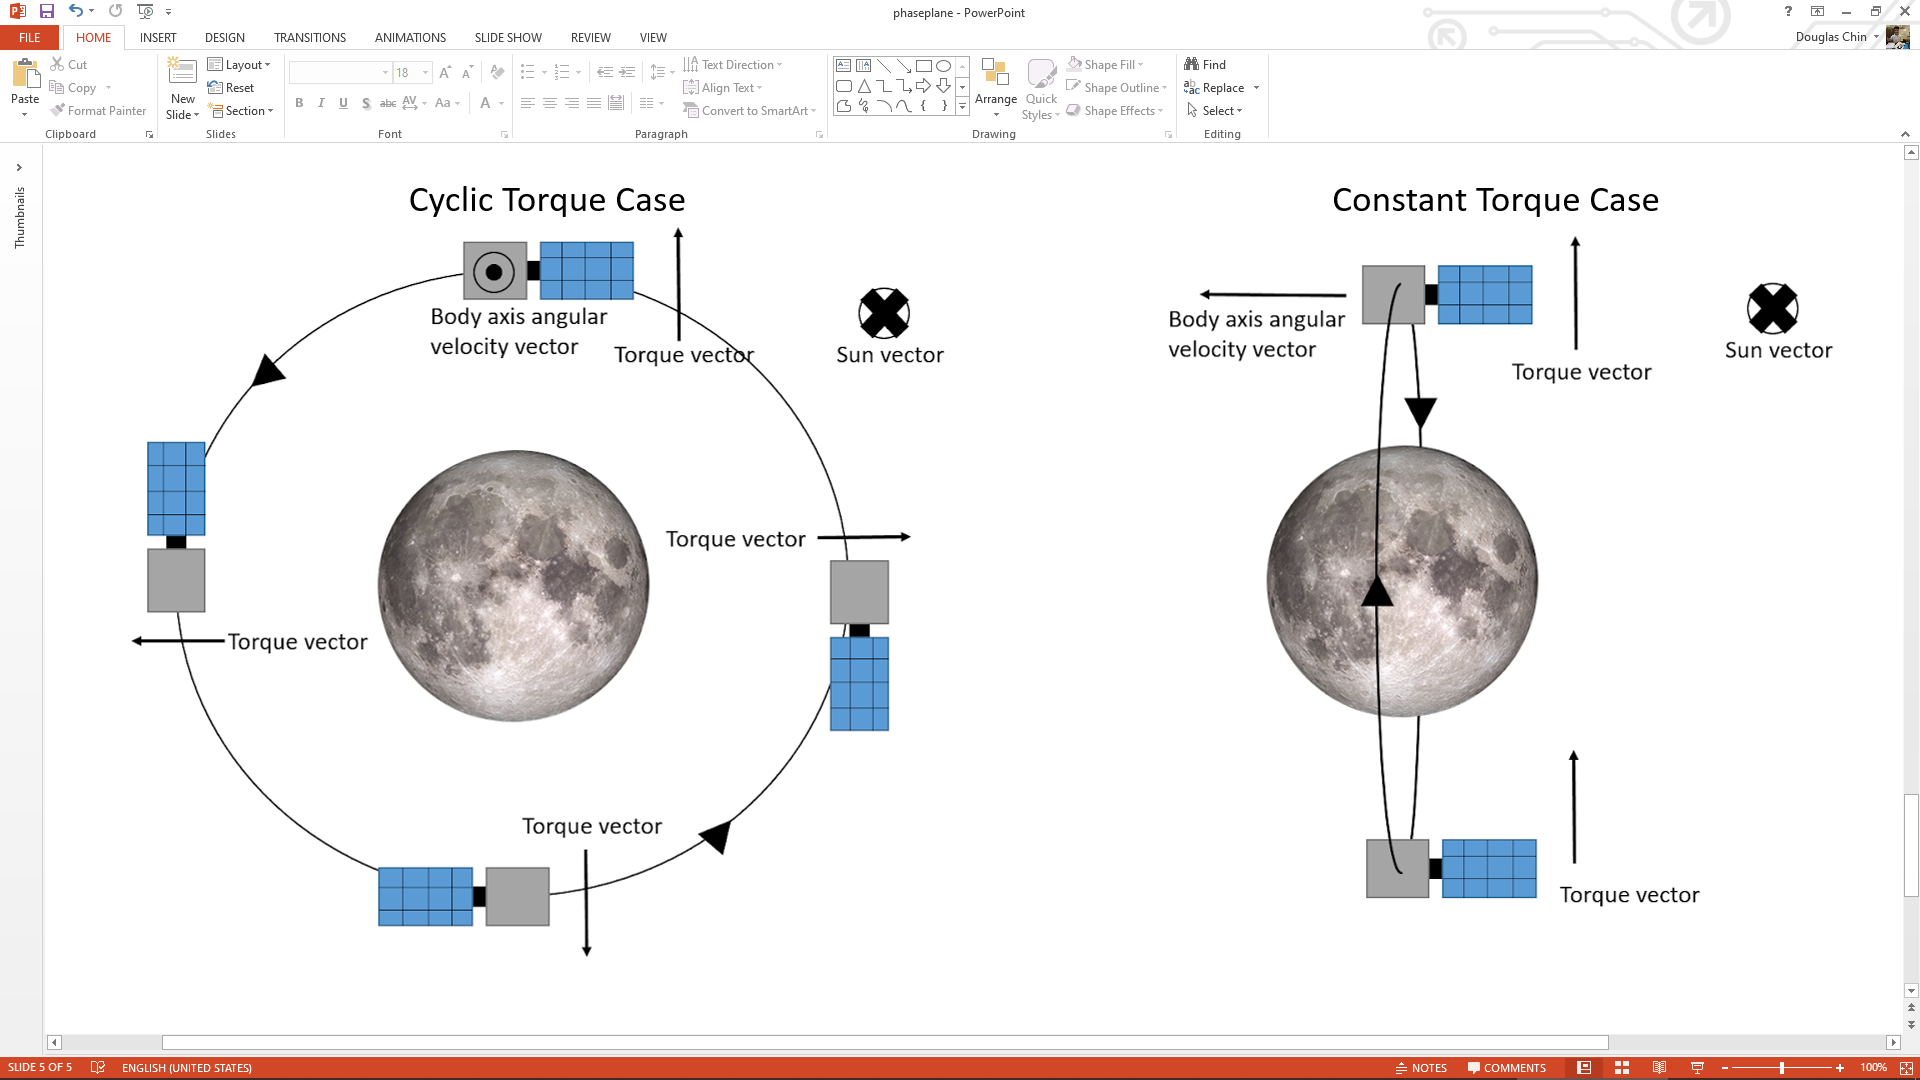 phaseplane - PowerPoint
FILE HOME INSERT DESIGN TRANSITIONS ANIMATIONS SLIDE SHOW REVIEW VIEW
Douglas Chin
Paste
Cut
Copy
Format Painter
Clipboard
New Slide
Layout
Reset
Section
Slides
18
Font
Text Direction
Align Text
Convert to SmartArt
Paragraph
Arrange
Quick Styles
Shape Fill
Shape Outline
Shape Effects
Drawing
Find
Replace
Select
Editing
Thumbnails
Cyclic Torque Case
Body axis angular
velocity vector
Torque vector
Sun vector
Torque vector
Torque vector
Torque vector
Constant Torque Case
Body axis angular
velocity vector
Torque vector
Sun vector
Torque vector
SLIDE 5 OF 5 ENGLISH (UNITED STATES) NOTES COMMENTS 100%